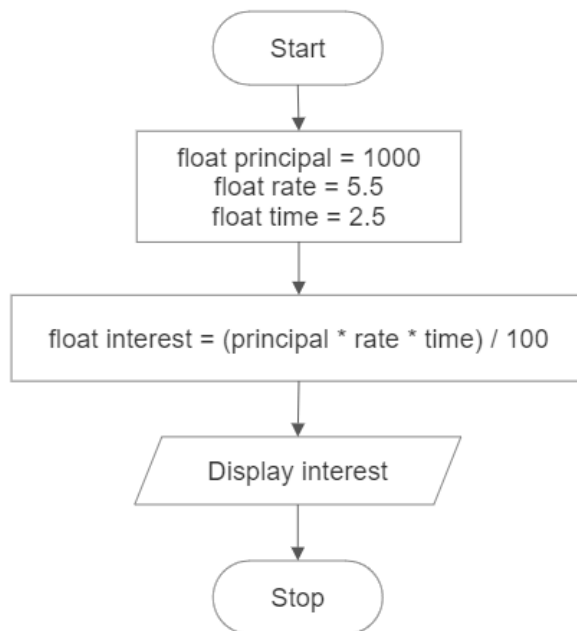 Start
float principal = 1000
float rate = 5.5
float time = 2.5
float interest = (principal * rate * time) / 100
Display interest
Stop